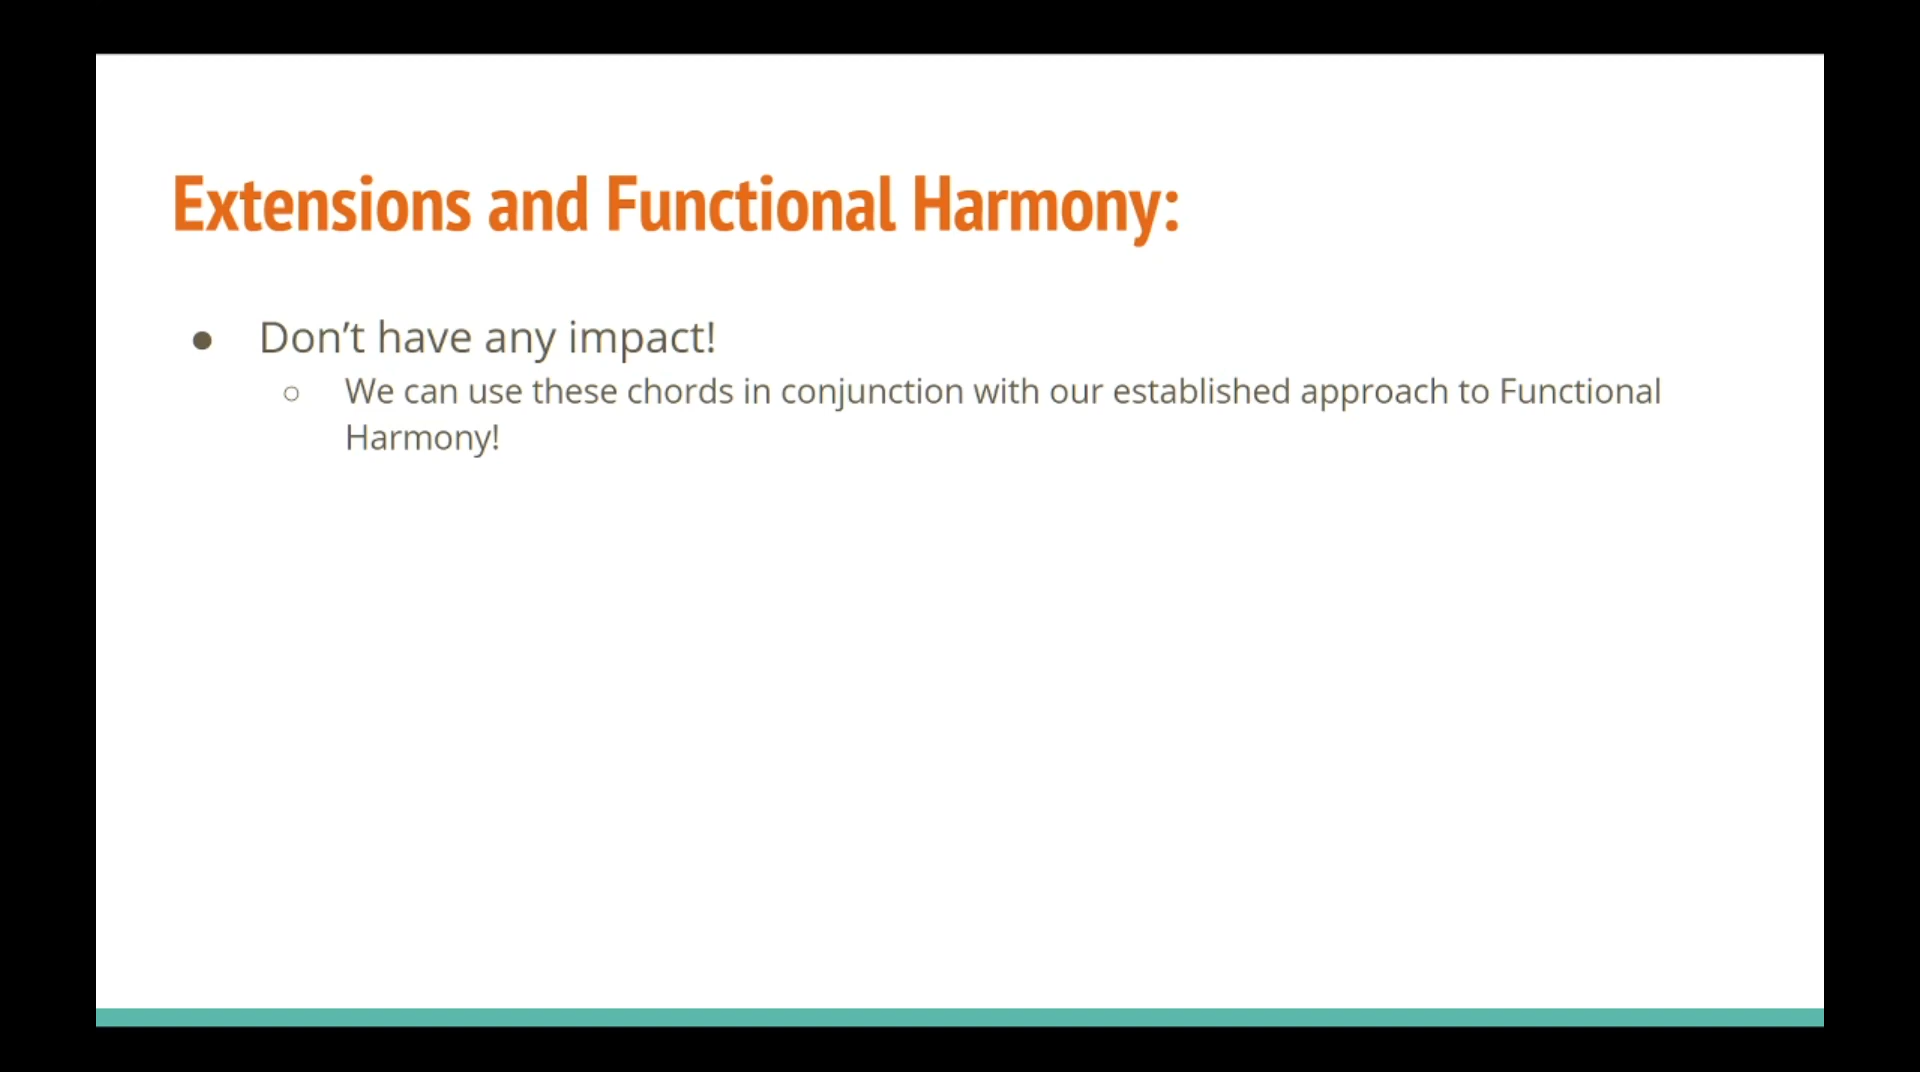 Extensions and Functional Harmony:
● Don’t have any impact!
○ We can use these chords in conjunction with our established approach to Functional
Harmony!